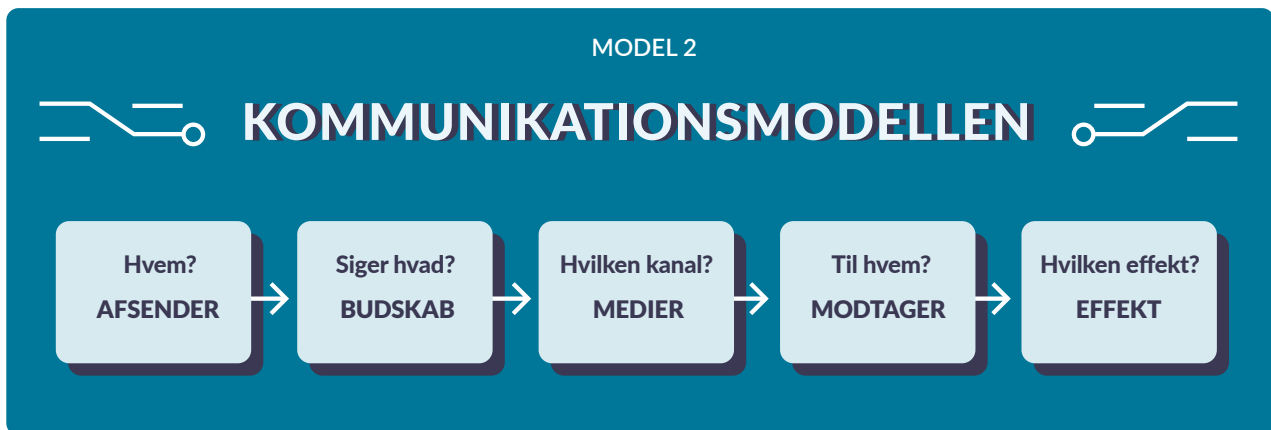 MODEL 2
KOMMUNIKATIONSMODELLEN
Hvem?
AFSENDER
Siger hvad?
BUDSKAB
Hvilken kanal?
MEDIER
Til hvem?
MODTAGER
Hvilken effekt?
EFFEKT